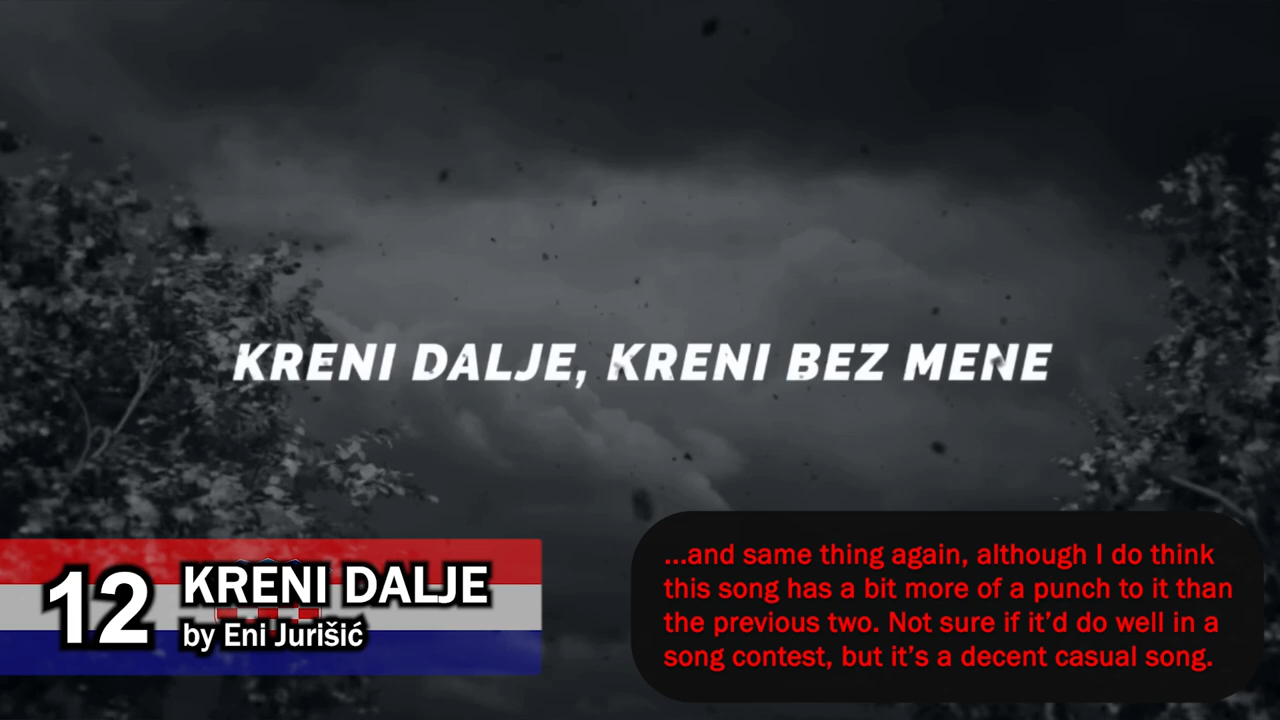 KRENI DALJE, KRENI BEZ MENE
12
KRENI DALJE
by Eni Jurišić
...and same thing again, although I do think
this song has a bit more of a punch to it than
the previous two. Not sure if it’d do well in a
song contest, but it’s a decent casual song.